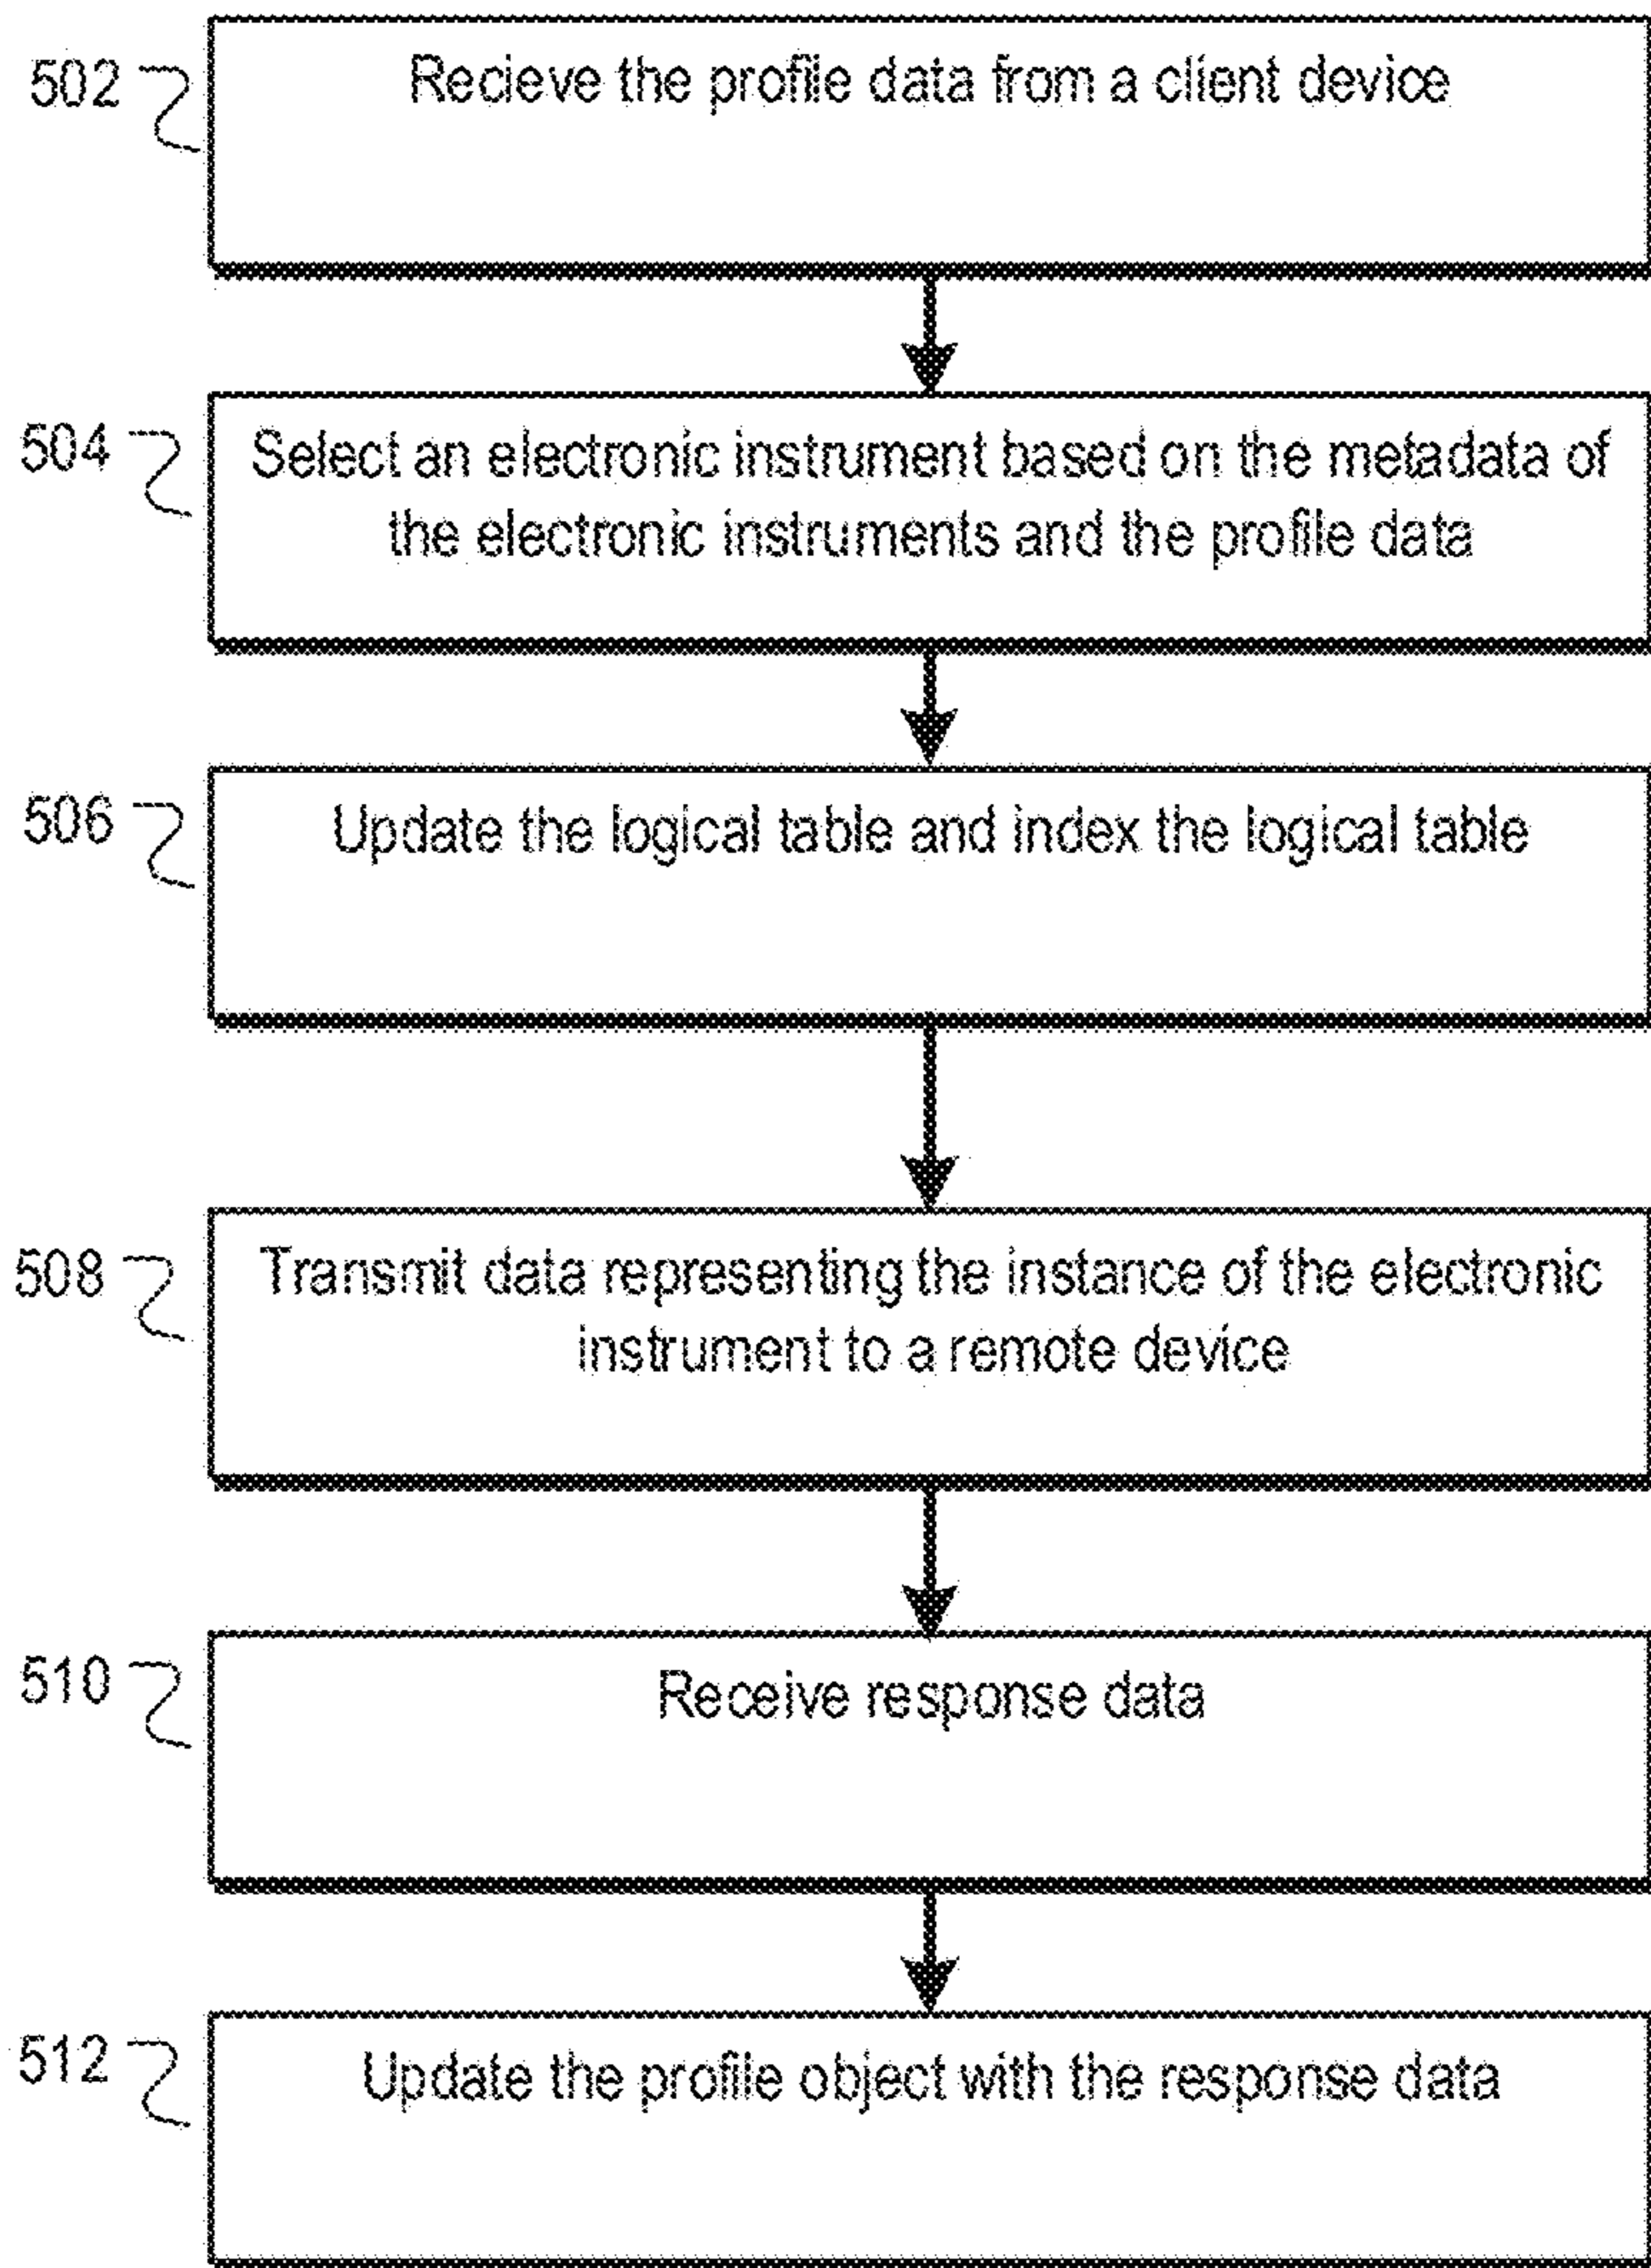 502
Recieve the profile data from a client device
504
Select an electronic instrument based on the metadata of
the electronic instruments and the profile data
506
Update the logical table and index the logical table
508
Transmit data representing the instance of the electronic
instrument to a remote device
510
Receive response data
512
Update the profile object with the response data